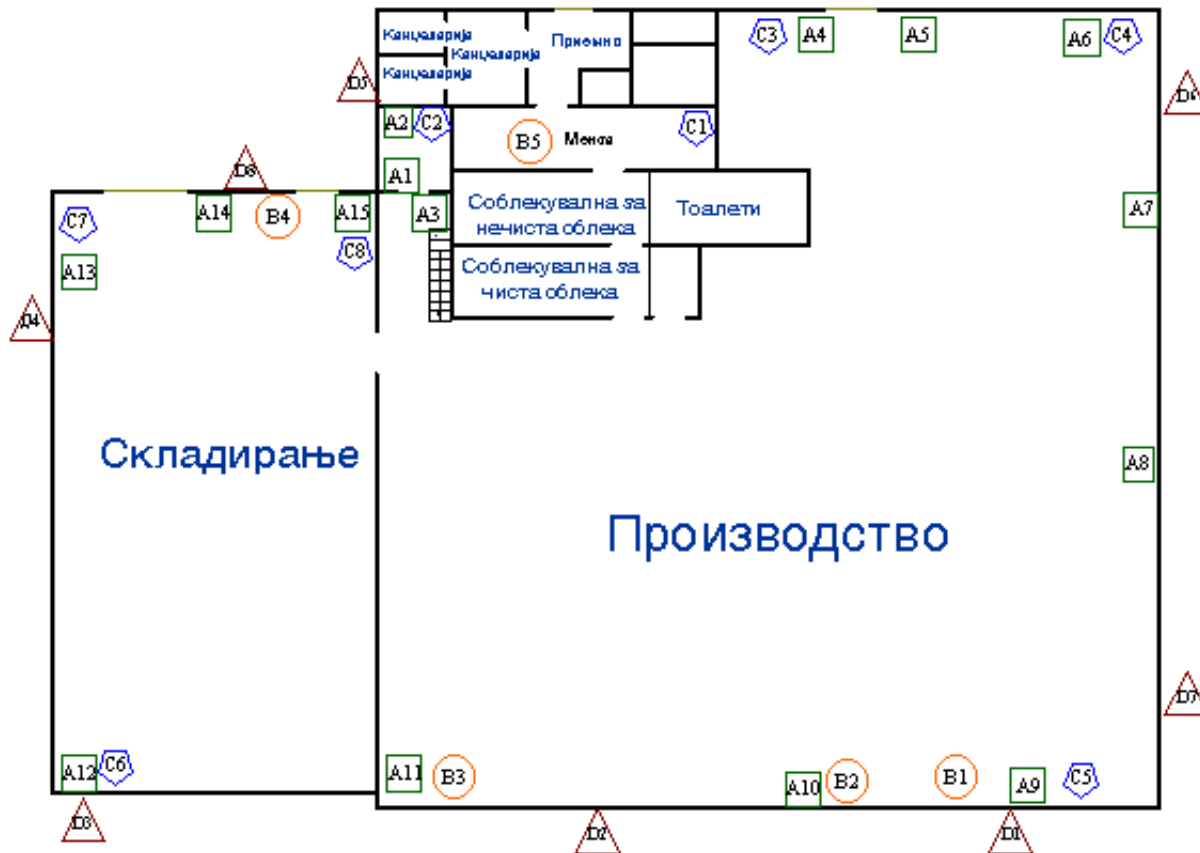 Канцеларија
Канцеларија
Канцеларија
Приемно
C3
A4
A5
A6
C4
D5
D6
A2
C2
B5
Менза
C1
D8
A1
C7
A14
B4
A15
A3
Соблекувална за
нечиста облека
Тоалети
A7
C8
A13
Соблекувална за
чиста облека
D4
Складирање
A8
Производство
D7
A12
C6
A11
B3
A10
B2
B1
A9
C5
D3
D2
D1